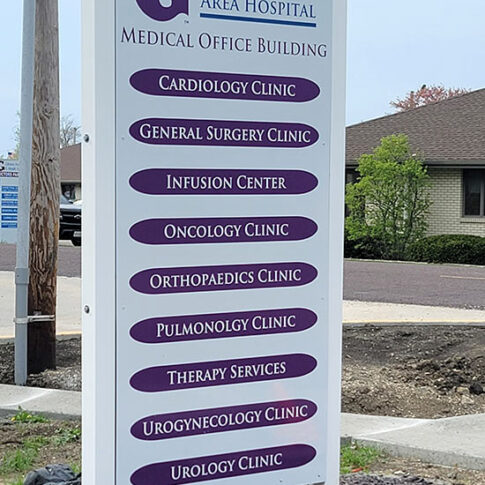 AREA HOSPITAL
MEDICAL OFFICE BUILDING
CARDIOLOGY CLINIC
GENERAL SURGERY CLINIC
INFUSION CENTER
ONCOLOGY CLINIC
ORTHOPAEDICS CLINIC
PULMONOLGY CLINIC
THERAPY SERVICES
UROGYNECOLOGY CLINIC
UROLOGY CLINIC